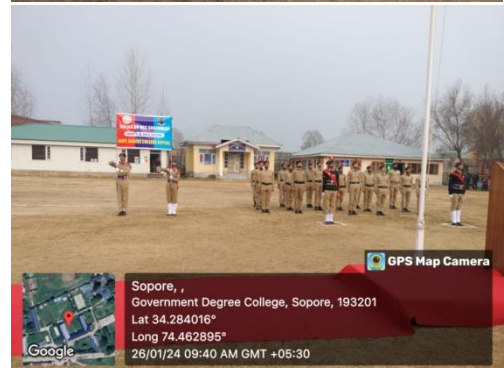 GPS Map Camera
Sopore, ,
Government Degree College, Sopore, 193201
Lat 34.284016°
Long 74.462895°
26/01/24 09:40 AM GMT +05:30
Google